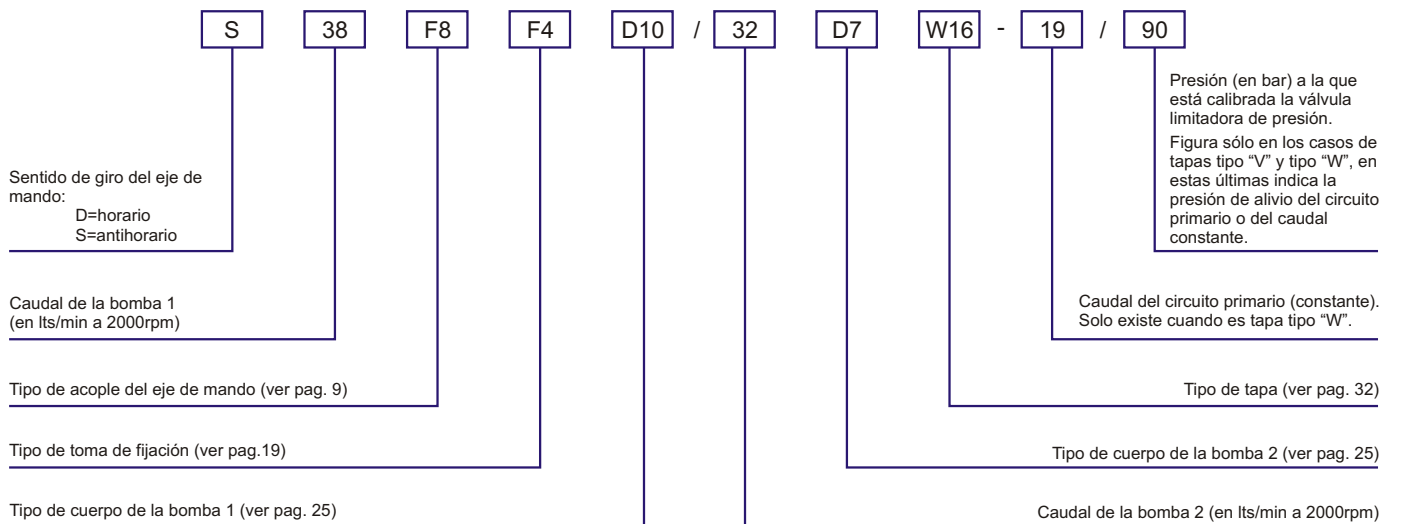 S 38 F8 F4 D10 / 32 D7 W16 - 19 / 90
Presión (en bar) a la que
está calibrada la válvula
limitadora de presión.
Figura sólo en los casos de
tapas tipo “V” y tipo “W”, en
estas últimas indica la
presión de alivio del circuito
primario o del caudal
constante.
Sentido de giro del eje de
mando:
D=horario
S=antihorario
Caudal de la bomba 1
(en lts/min a 2000rpm)
Caudal del circuito primario (constante).
Solo existe cuando es tapa tipo “W”.
Tipo de acople del eje de mando (ver pag. 9)
Tipo de tapa (ver pag. 32)
Tipo de toma de fijación (ver pag.19)
Tipo de cuerpo de la bomba 2 (ver pag. 25)
Tipo de cuerpo de la bomba 1 (ver pag. 25)
Caudal de la bomba 2 (en lts/min a 2000rpm)